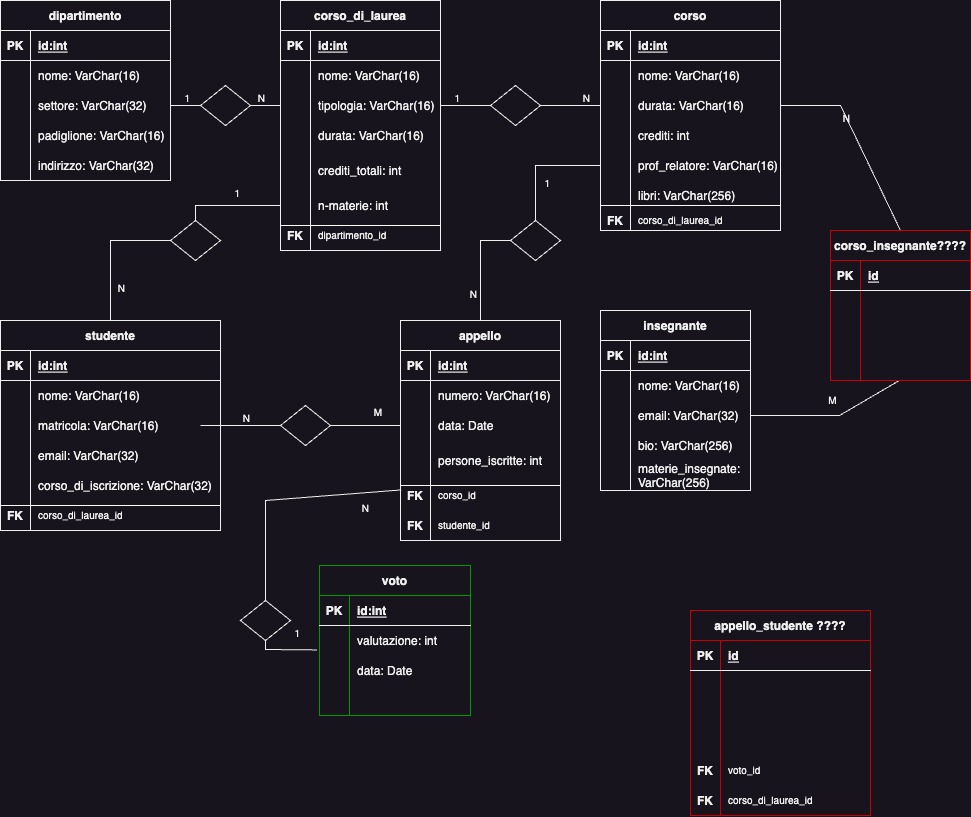 dipartimento
PK id:int
nome: VarChar(16)
settore: VarChar(32)
padiglione: VarChar(16)
indirizzo: VarChar(32)
1
N
corso_di_laurea
PK id:int
nome: VarChar(16)
tipologia: VarChar(16)
durata: VarChar(16)
crediti_totali: int
n-materie: int
FK dipartimento_id
1
N
corso
PK id:int
nome: VarChar(16)
durata: VarChar(16)
crediti: int
prof_relatore: VarChar(16)
libri: VarChar(256)
FK corso_di_laurea_id
N
1
N
1
N
corso_insegnante????
PK id
M
studente
PK id:int
nome: VarChar(16)
matricola: VarChar(16)
email: VarChar(32)
corso_di_iscrizione: VarChar(32)
FK corso_di_laurea_id
N
M
appello
PK id:int
numero: VarChar(16)
data: Date
persone_iscritte: int
FK corso_id
FK studente_id
insegnante
PK id:int
nome: VarChar(16)
email: VarChar(32)
bio: VarChar(256)
materie_insegnate:
VarChar(256)
N
1
voto
PK id:int
valutazione: int
data: Date
appello_studente ????
PK id
FK voto_id
FK corso_di_laurea_id